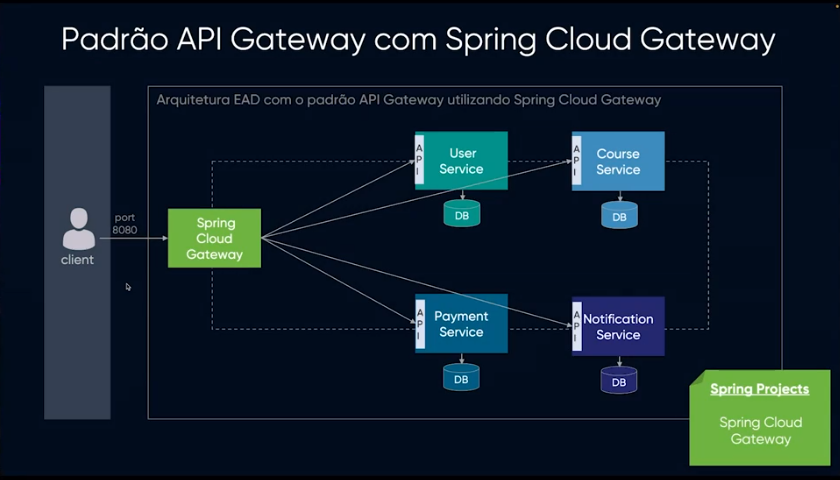 Padrão API Gateway com Spring Cloud Gateway
Arquitetura EAD com o padrão API Gateway utilizando Spring Cloud Gateway
client
port
8080
Spring
Cloud
Gateway
API
User
Service
DB
API
Course
Service
DB
API
Payment
Service
DB
API
Notification
Service
DB
Spring Projects
Spring Cloud
Gateway